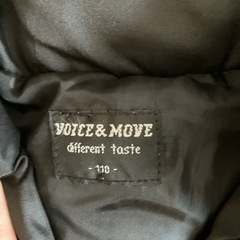 VOICE & MOVE
different taste
- 110 -